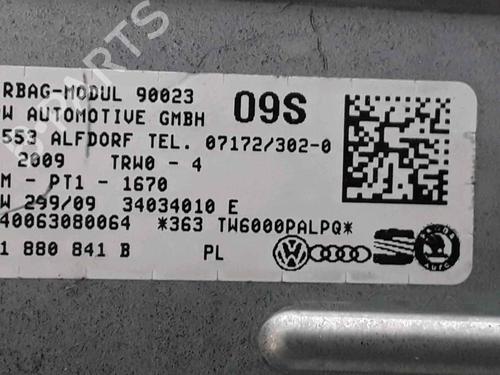 PARTS
RBAG-MODUL 90023
09S
W AUTOMOTIVE GMBH
553 ALFDORF TEL. 07172/302-0
2009 TRW0 - 4
M - PT1 - 1670
W 299/09 34034010 E
40063080064 *363 TW6000PALPQ*
1 880 841 B PL